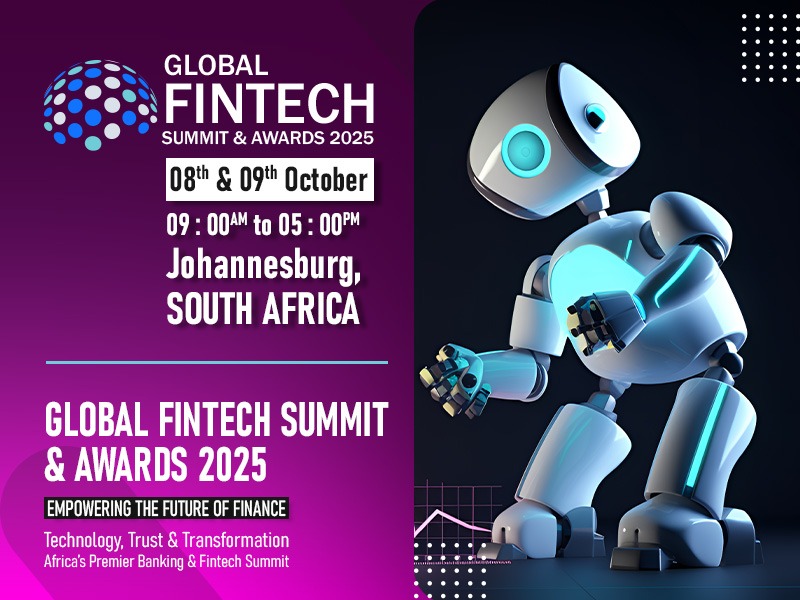 GLOBAL
FINTECH
SUMMIT & AWARDS 2025
08th & 09th October
09 : 00AM to 05 : 00PM
Johannesburg,
SOUTH AFRICA
GLOBAL FINTECH SUMMIT
& AWARDS 2025
EMPOWERING THE FUTURE OF FINANCE
Technology, Trust & Transformation
Africa's Premier Banking & Fintech Summit